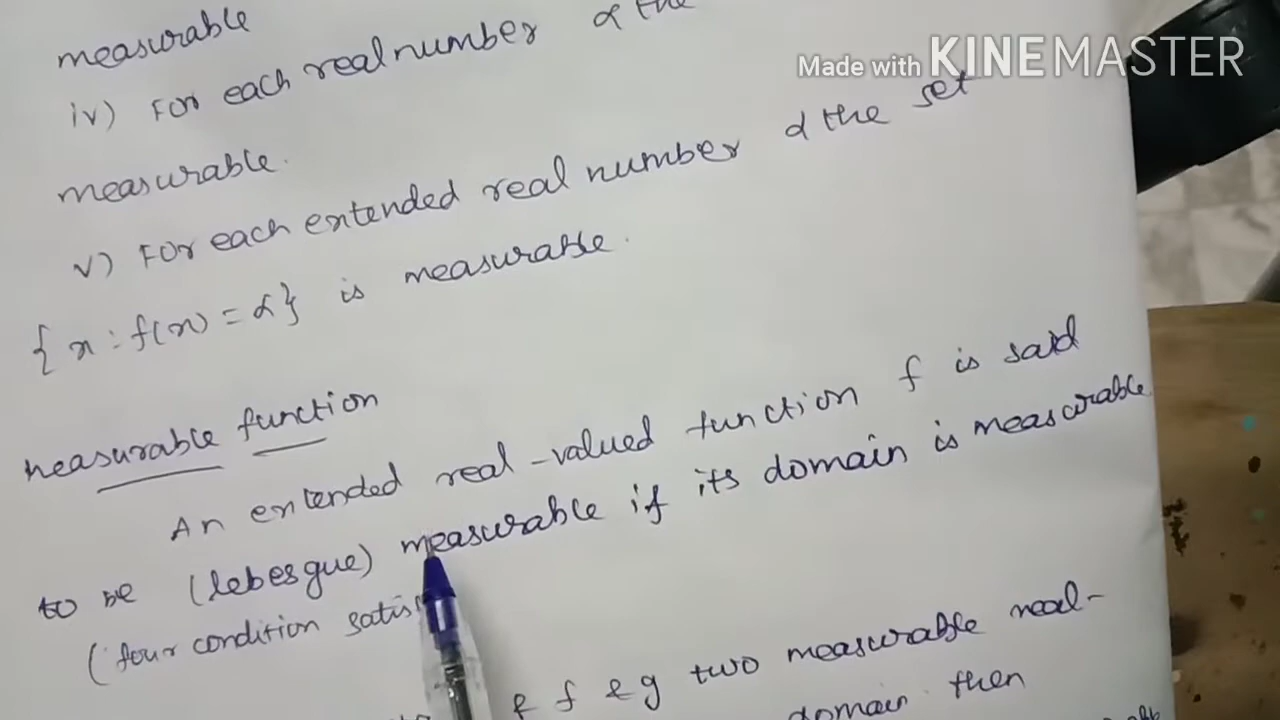 measurable
iv) For each real number α the
measurable.
v) For each extended real number α the set
{x : f(x) = α} is measurable.
measurable function
An extended real-valued function f is said
to be (lebesgue) measurable if its domain is measurable
(four condition
& f & g two measurable real-
domain then
Made with KINEMASTER